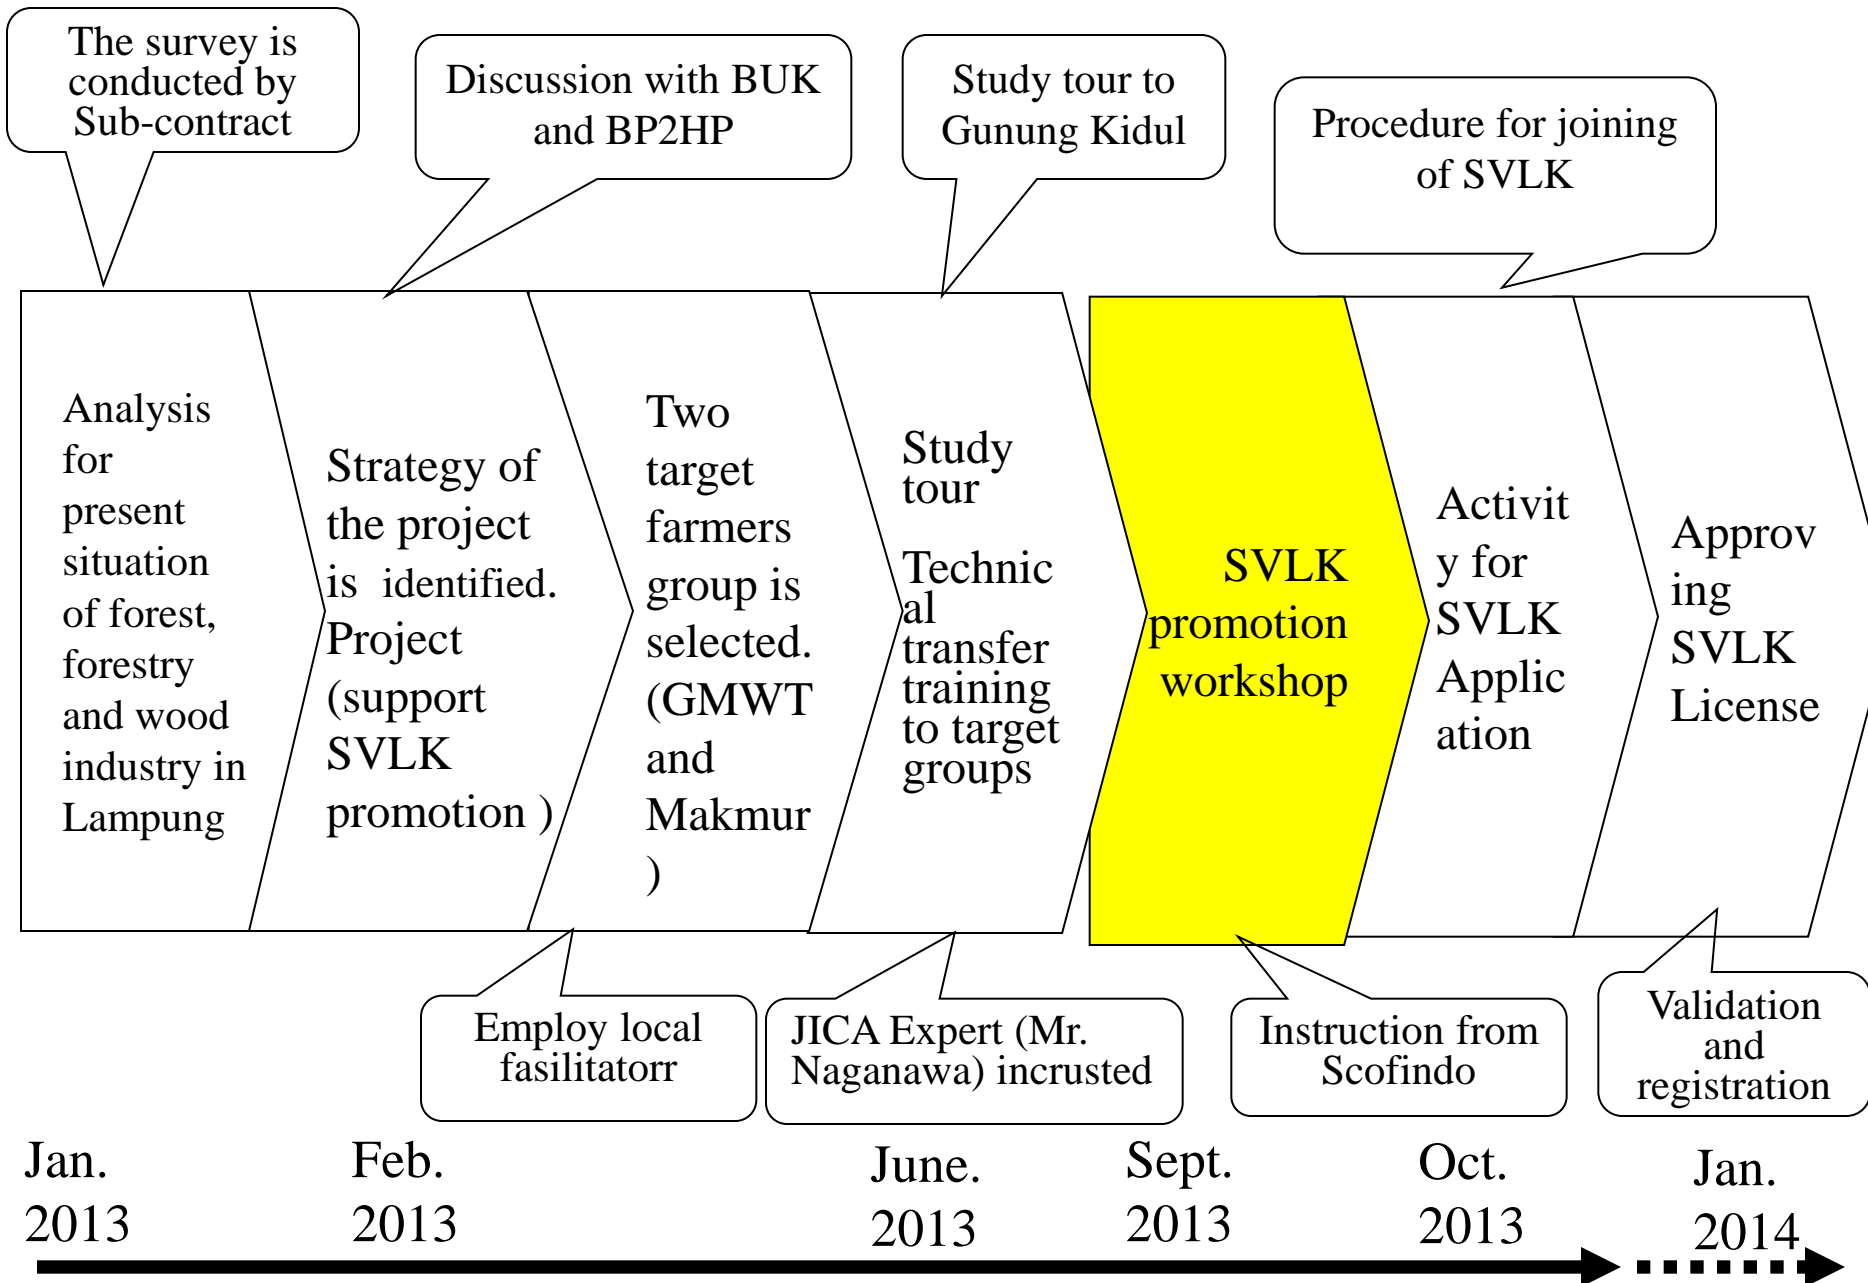 The survey is
conducted by
Sub-contract
Discussion with BUK
and BP2HP
Study tour to
Gunung Kidul
Procedure for joining
of SVLK
Analysis
for
present
situation
of forest,
forestry
and wood
industry in
Lampung
Strategy of
the project
is identified.
Project
(support
SVLK
promotion )
Two
target
farmers
group is
selected.
(GMWT
and
Makmur
)
Study
tour
Technic
al
transfer
training
to target
groups
SVLK
promotion
workshop
Activit
y for
SVLK
Applic
ation
Approv
ing
SVLK
License
Employ local
fasilitatorr
JICA Expert (Mr.
Naganawa) incrusted
Instruction from
Scofindo
Validation
and
registration
Jan.
2013
Feb.
2013
June.
2013
Sept.
2013
Oct.
2013
Jan.
2014